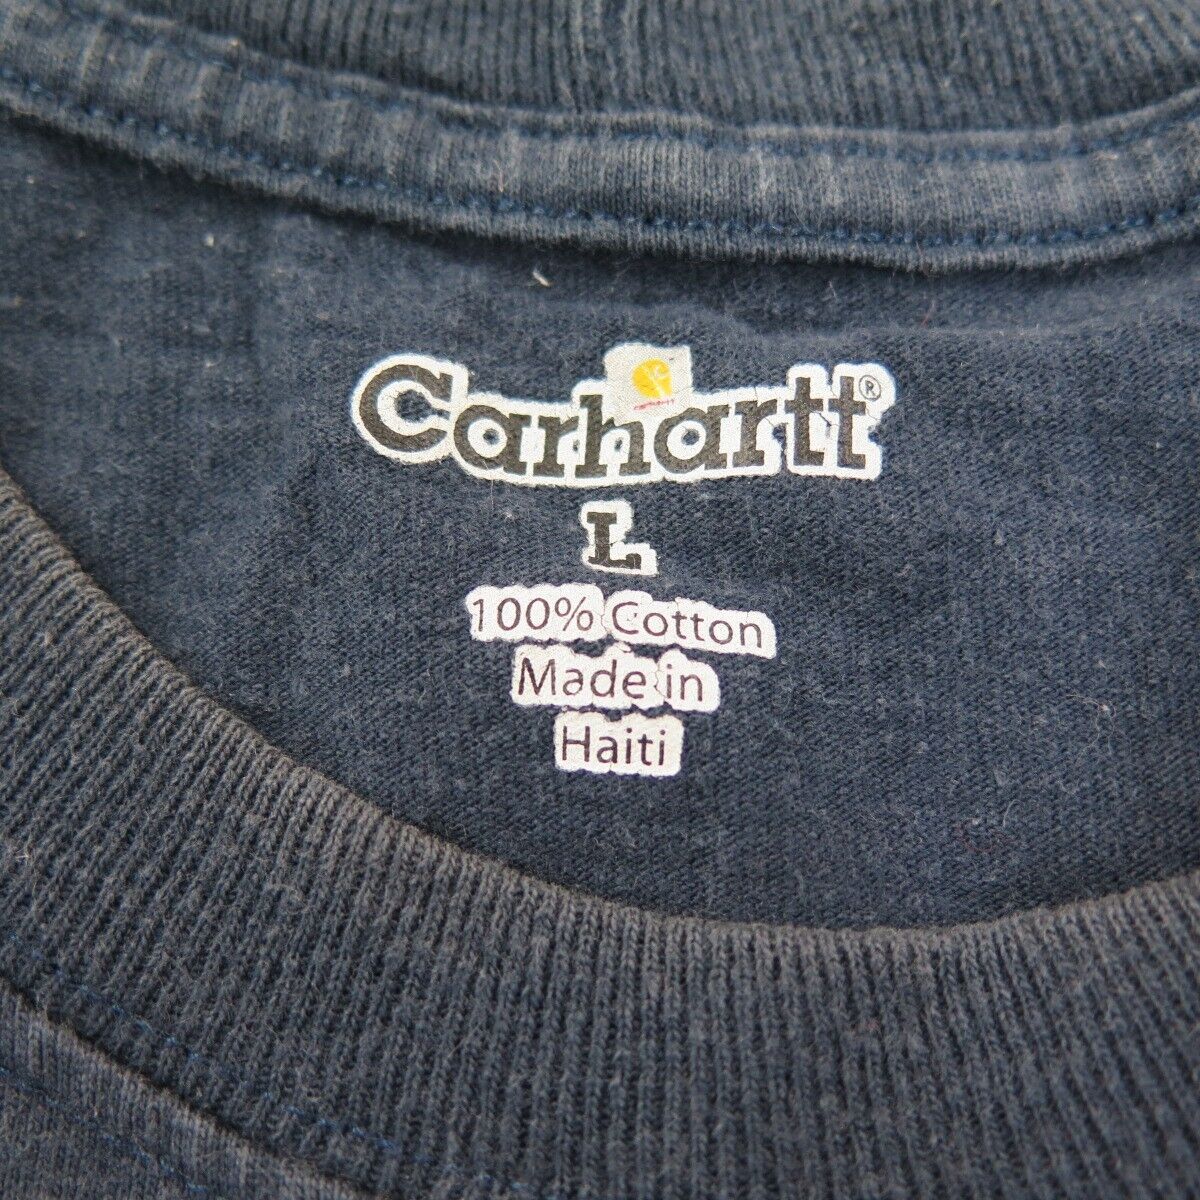 Carhartt®
L
100% Cotton
Made in
Haiti